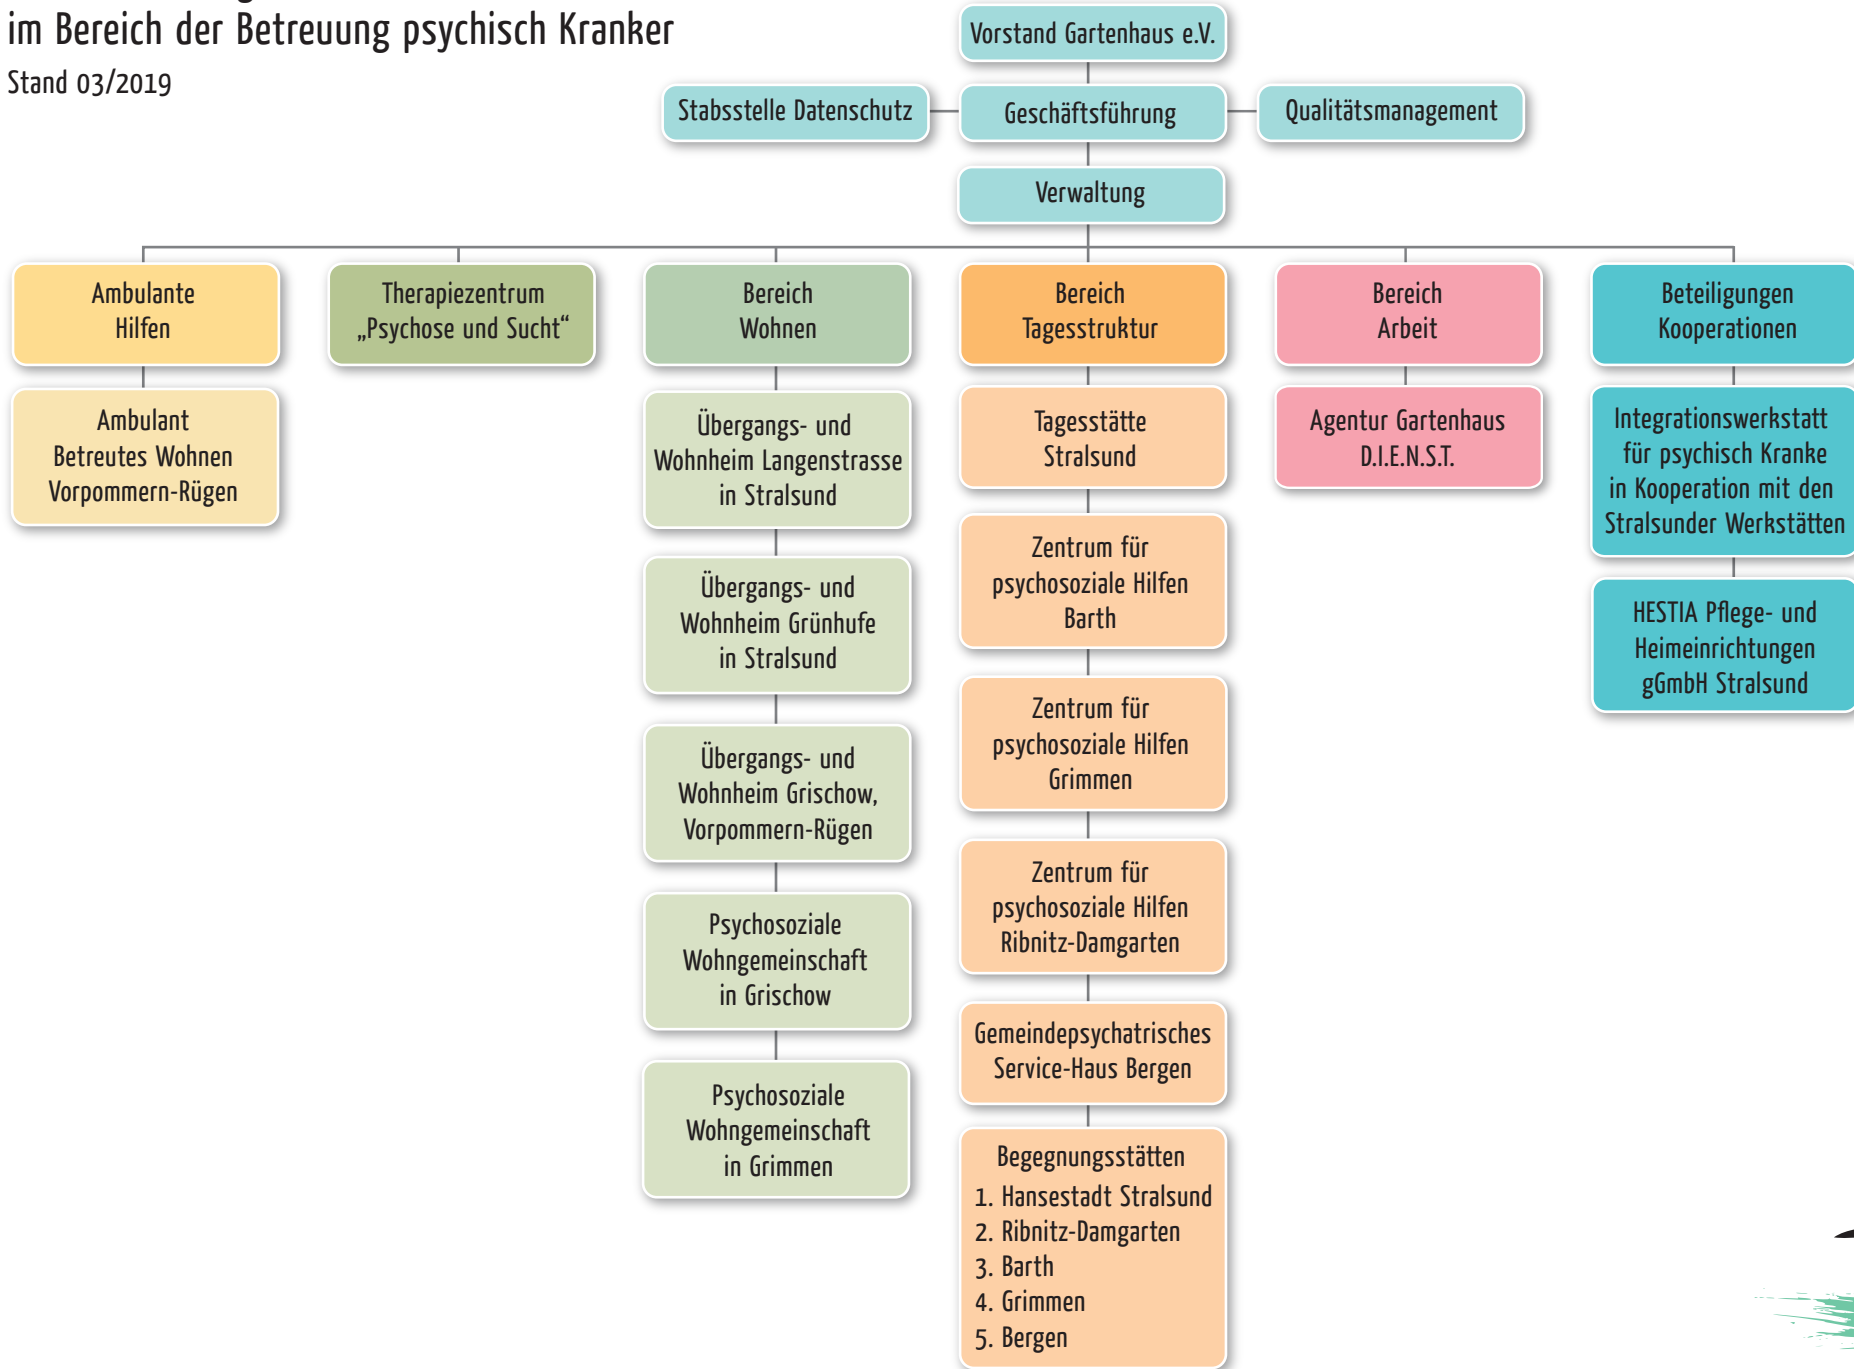 im Bereich der Betreuung psychisch Kranker
Stand 03/2019
Vorstand Gartenhaus e.V.
Stabsstelle Datenschutz
Geschäftsführung
Qualitätsmanagement
Verwaltung
Ambulante
Hilfen
Ambulant
Betreutes Wohnen
Vorpommern-Rügen
Therapiezentrum
„Psychose und Sucht“
Bereich
Wohnen
Übergangs- und
Wohnheim Langenstrasse
in Stralsund
Übergangs- und
Wohnheim Grünhufe
in Stralsund
Übergangs- und
Wohnheim Grischow,
Vorpommern-Rügen
Psychosoziale
Wohngemeinschaft
in Grischow
Psychosoziale
Wohngemeinschaft
in Grimmen
Bereich
Tagesstruktur
Tagesstätte
Stralsund
Zentrum für
psychosoziale Hilfen
Barth
Zentrum für
psychosoziale Hilfen
Grimmen
Zentrum für
psychosoziale Hilfen
Ribnitz-Damgarten
Gemeindepsychatrisches
Service-Haus Bergen
Begegnungsstätten
1. Hansestadt Stralsund
2. Ribnitz-Damgarten
3. Barth
4. Grimmen
5. Bergen
Bereich
Arbeit
Agentur Gartenhaus
D.I.E.N.S.T.
Beteiligungen
Kooperationen
Integrationswerkstatt
für psychisch Kranke
in Kooperation mit den
Stralsunder Werkstätten
HESTIA Pflege- und
Heimeinrichtungen
gGmbH Stralsund